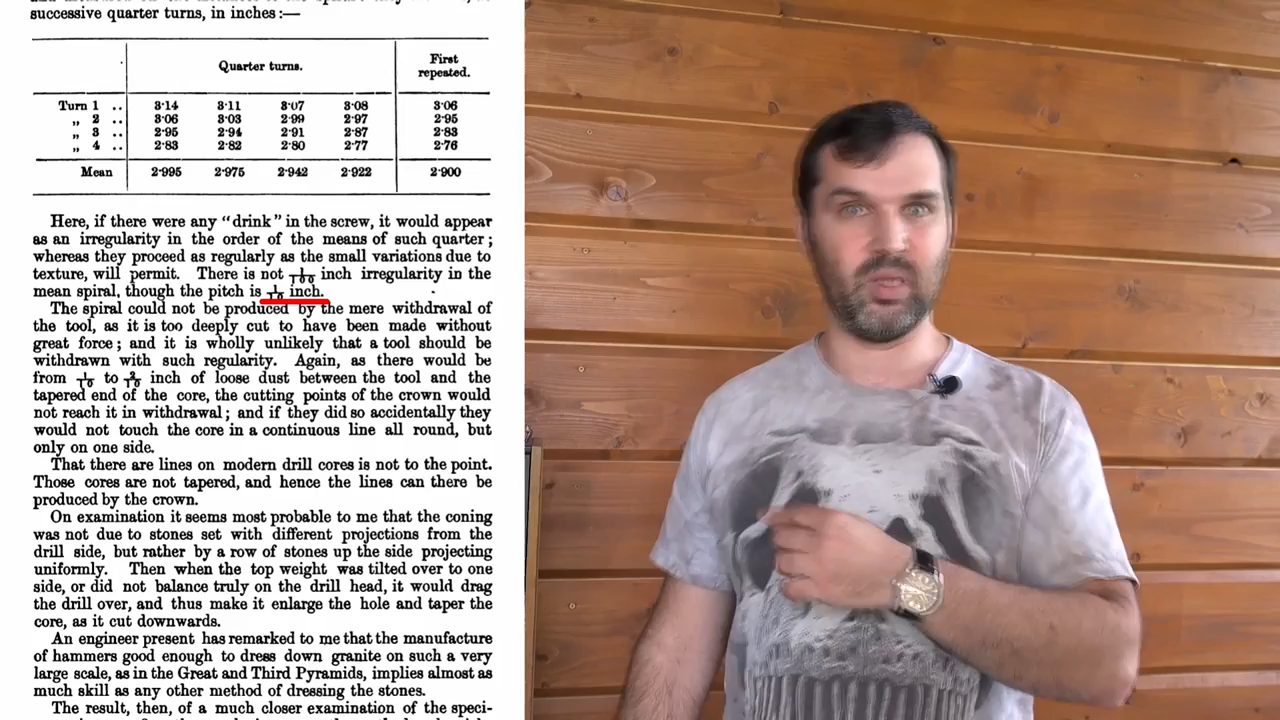 successive quarter turns, in inches :—
Quarter turns. First repeated.
Turn 1 .. 3·14 3·11 3·07 3·08 3·06
„ 2 .. 3·06 3·03 2·99 2·97 2·95
„ 3 .. 2·95 2·94 2·91 2·87 2·83
„ 4 .. 2·83 2·82 2·80 2·77 2·76
Mean 2·995 2·975 2·942 2·922 2·900
Here, if there were any “drink” in the screw, it would appear
as an irregularity in the order of the means of such quarter ;
whereas they proceed as regularly as the small variations due to
texture, will permit. There is not 1/100 inch irregularity in the
mean spiral, though the pitch is 1/10 inch.
The spiral could not be produced by the mere withdrawal of
the tool, as it is too deeply cut to have been made without
great force ; and it is wholly unlikely that a tool should be
withdrawn with such regularity. Again, as there would be
from 1/10 to 2/10 inch of loose dust between the tool and the
tapered end of the core, the cutting points of the crown would
not reach it in withdrawal ; and if they did so accidentally they
would not touch the core in a continuous line all round, but
only on one side.
That there are lines on modern drill cores is not to the point.
Those cores are not tapered, and hence the lines can there be
produced by the crown.
On examination it seems most probable to me that the coning
was not due to stones set with different projections from the
drill side, but rather by a row of stones up the side projecting
uniformly. Then when the top weight was tilted over to one
side, or did not balance truly on the drill head, it would drag
the drill over, and thus make it enlarge the hole and taper the
core, as it cut downwards.
An engineer present has remarked to me that the manufacture
of hammers good enough to dress down granite on such a very
large scale, as in the Great and Third Pyramids, implies almost as
much skill as any other method of dressing the stones.
The result, then, of a much closer examination of the speci-